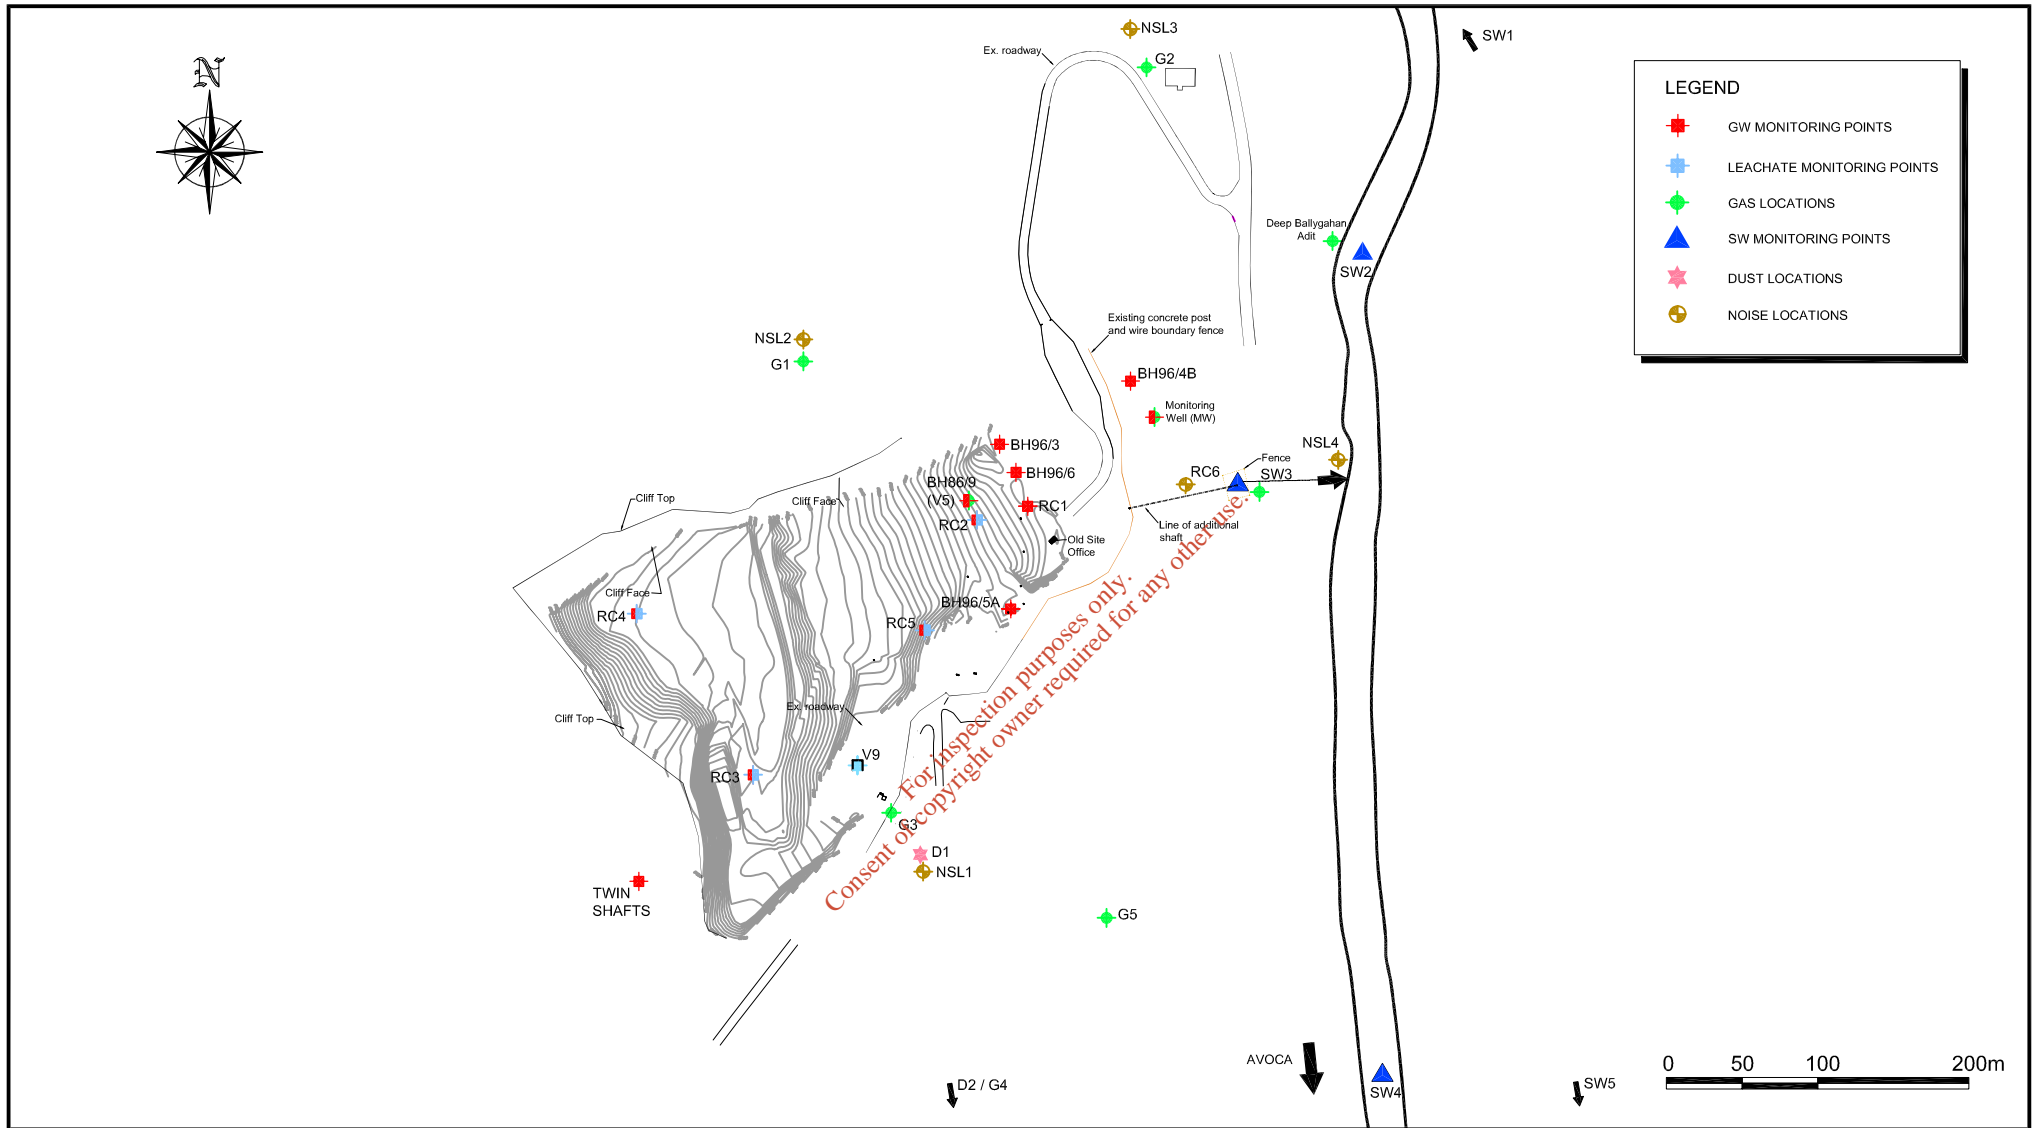 NSL3
SW1
Ex. roadway
G2
N
LEGEND
GW MONITORING POINTS
LEACHATE MONITORING POINTS
GAS LOCATIONS
SW MONITORING POINTS
DUST LOCATIONS
NOISE LOCATIONS
Deep Ballygahan
Adit
SW2
Existing concrete post
and wire boundary fence
NSL2
G1
BH96/4B
Monitoring
Well (MW)
BH96/3
NSL4
BH96/6
Fence
RC6
SW3
BH86/9
(V5)
Cliff Top
Cliff Face
RC1
RC2
Line of additional
shaft
Old Site
Office
Cliff Face
RC4
BH96/5A
RC5
Ex. roadway
Cliff Top
V9
RC3
G3
D1
NSL1
TWIN
SHAFTS
G5
For inspection purposes only.
Consent of copyright owner required for any other use.
AVOCA
0 50 100 200m
D2 / G4
SW4
SW5